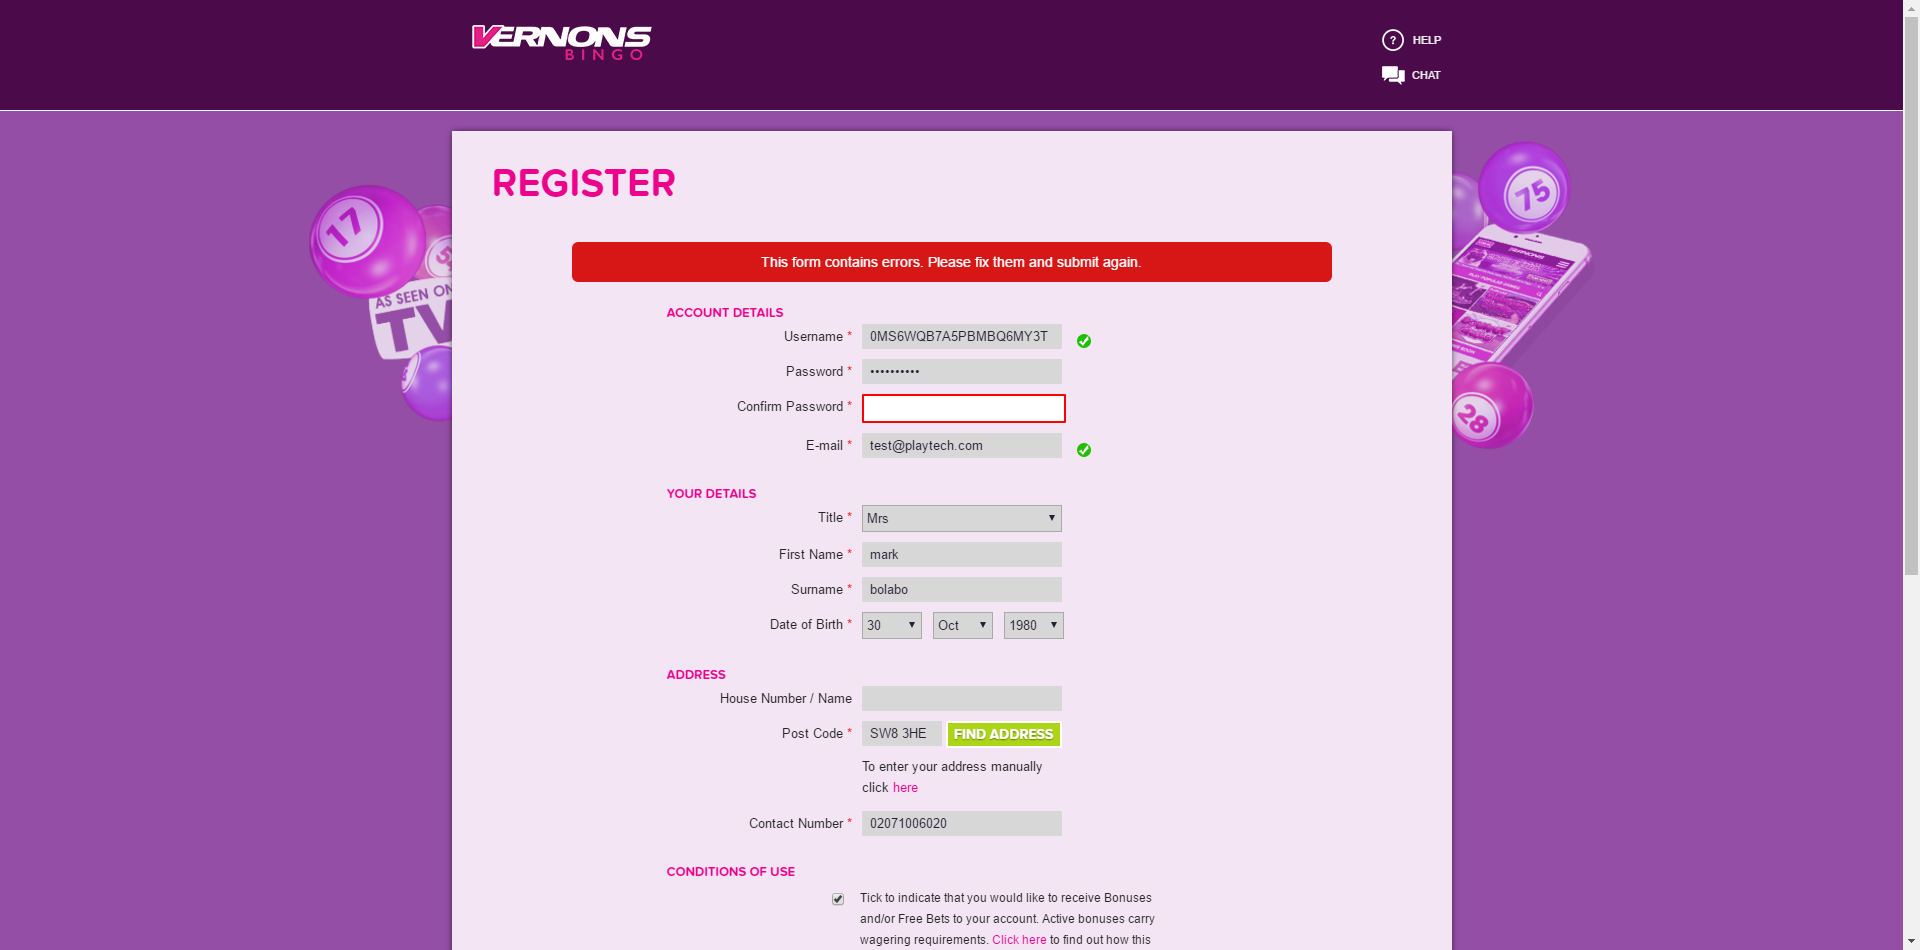 VERNONS
BINGO
HELP
CHAT
17
AS SEEN ON
TV
75
28
REGISTER
This form contains errors. Please fix them and submit again.
ACCOUNT DETAILS
Username * 0MS6WQB7A5PBMBQ6MY3T
Password * ••••••••••
Confirm Password *
E-mail * test@playtech.com
YOUR DETAILS
Title * Mrs
First Name * mark
Surname * bolabo
Date of Birth * 30 Oct 1980
ADDRESS
House Number / Name
Post Code * SW8 3HE FIND ADDRESS
To enter your address manually
click here
Contact Number * 02071006020
CONDITIONS OF USE
Tick to indicate that you would like to receive Bonuses
and/or Free Bets to your account. Active bonuses carry
wagering requirements. Click here to find out how this